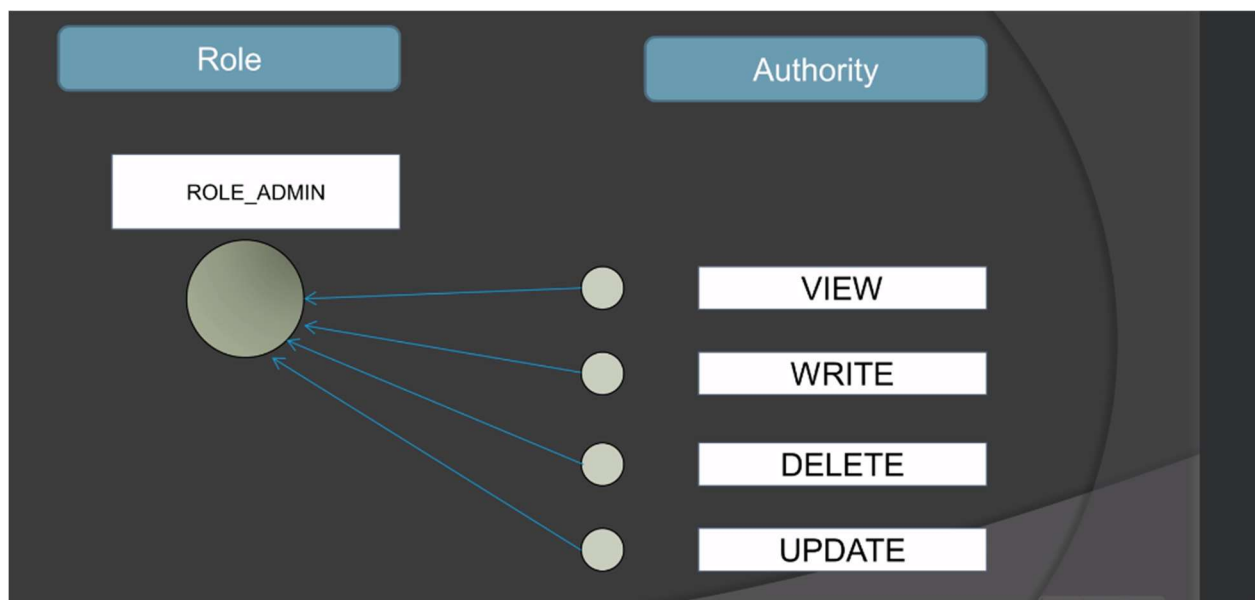 Role
Authority
ROLE_ADMIN
VIEW
WRITE
DELETE
UPDATE